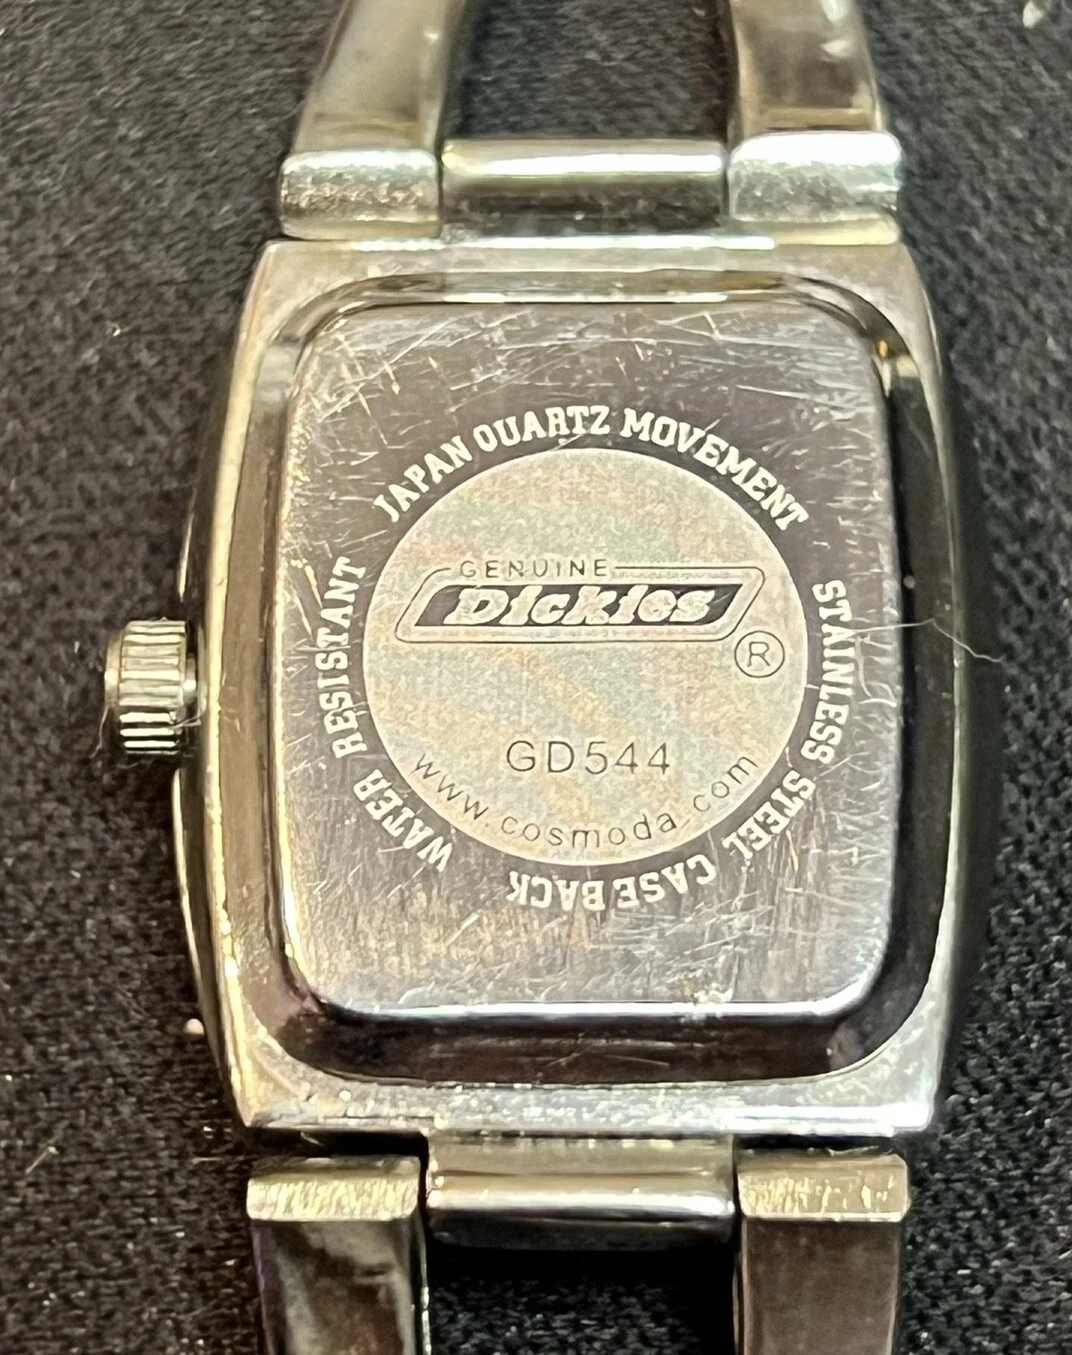 JAPAN QUARTZ MOVEMENT
STAINLESS STEEL CASE BACK
WATER RESISTANT
GENUINE
Dickies
®
GD544
www.cosmoda.com